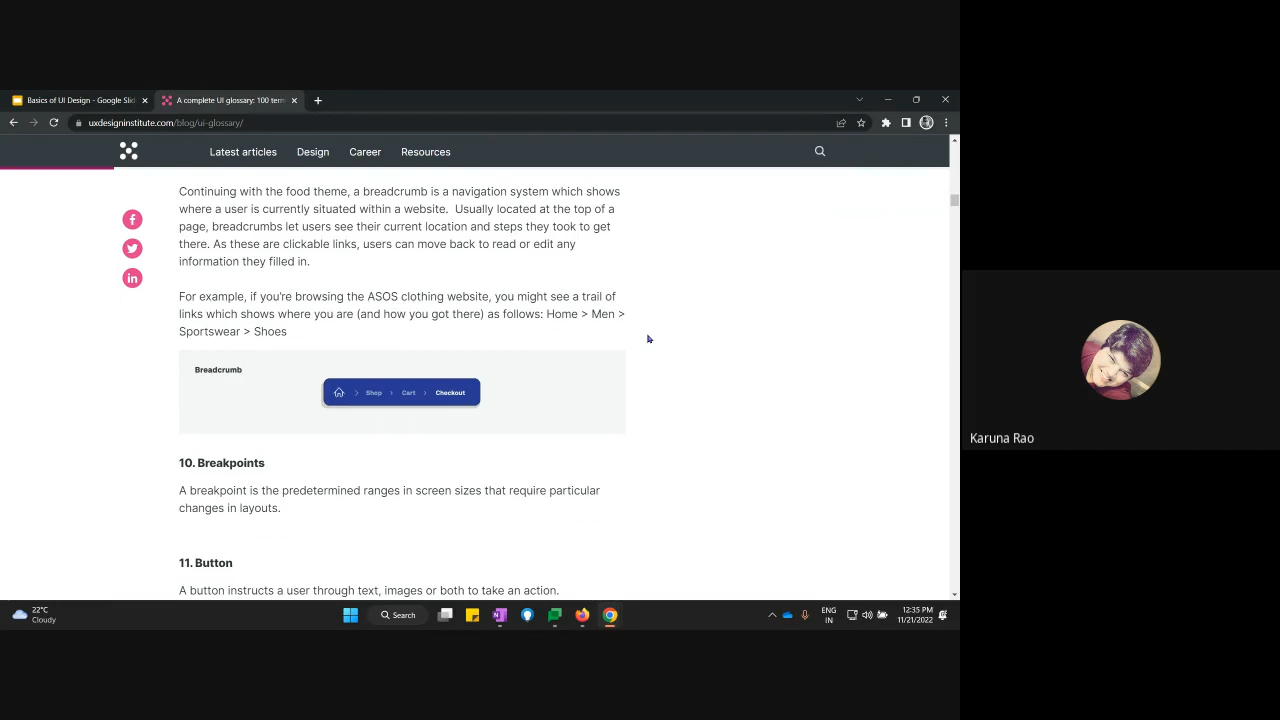 Basics of UI Design - Google Slid
A complete UI glossary: 100 term
uxdesigninstitute.com/blog/ui-glossary/
Latest articles
Design
Career
Resources
Continuing with the food theme, a breadcrumb is a navigation system which shows
where a user is currently situated within a website. Usually located at the top of a
page, breadcrumbs let users see their current location and steps they took to get
there. As these are clickable links, users can move back to read or edit any
information they filled in.
For example, if you're browsing the ASOS clothing website, you might see a trail of
links which shows where you are (and how you got there) as follows: Home > Men >
Sportswear > Shoes
Breadcrumb
Shop > Cart > Checkout
10. Breakpoints
A breakpoint is the predetermined ranges in screen sizes that require particular
changes in layouts.
11. Button
A button instructs a user through text, images or both to take an action.
Karuna Rao
22°C
Cloudy
Search
ENG
IN
12:35 PM
11/21/2022